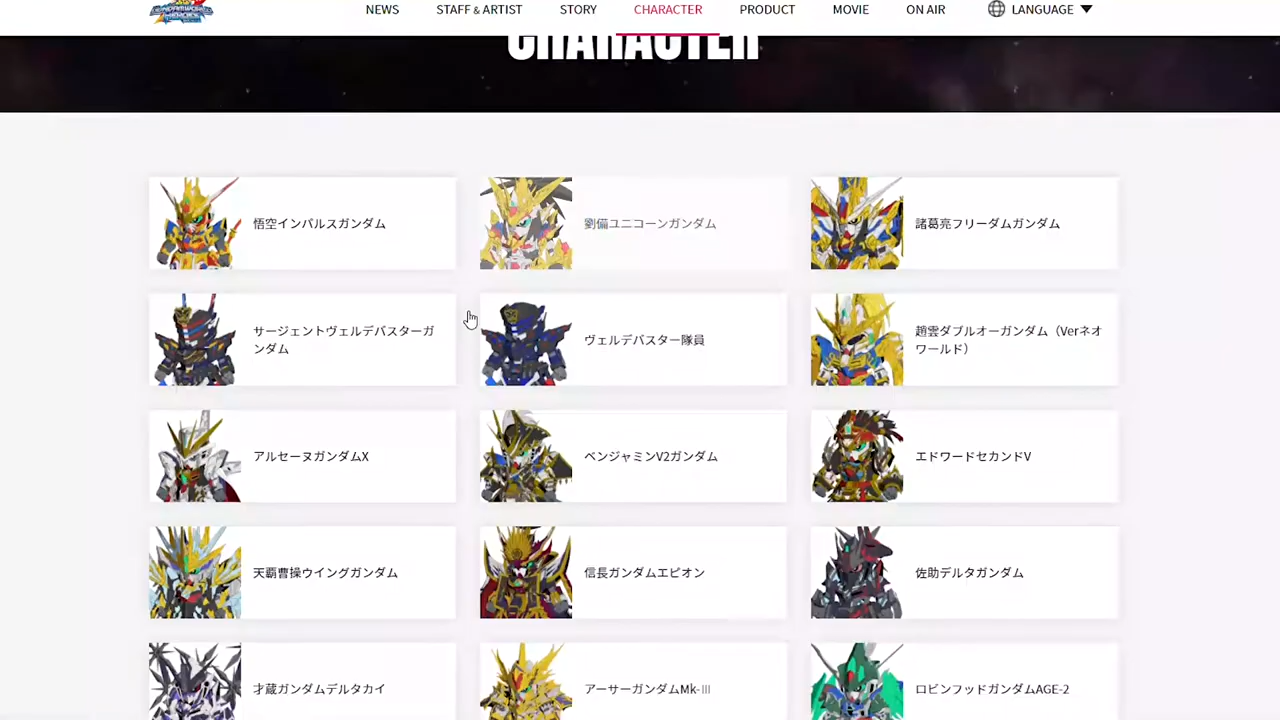 NEWS
STAFF & ARTIST
STORY
CHARACTER
PRODUCT
MOVIE
ON AIR
LANGUAGE
CHARACTER
悟空インパルスガンダム
劉備ユニコーンガンダム
諸葛亮フリーダムガンダム
サージェントヴェルデバスターガ
ンダム
ヴェルデバスター隊員
趙雲ダブルオーガンダム（Verネオ
ワールド）
アルセーヌガンダムX
ベンジャミンV2ガンダム
エドワードセカンドV
天覇曹操ウイングガンダム
信長ガンダムエピオン
佐助デルタガンダム
才蔵ガンダムデルタカイ
アーサーガンダムMk-Ⅲ
ロビンフッドガンダムAGE-2